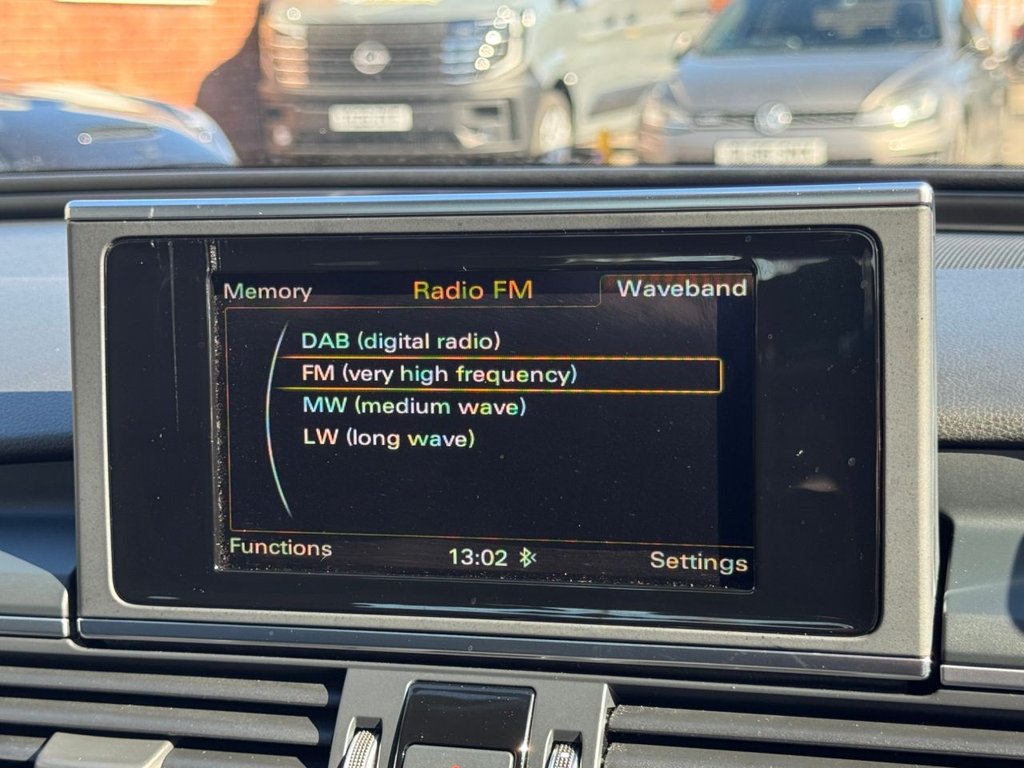 Memory Radio FM Waveband
DAB (digital radio)
FM (very high frequency)
MW (medium wave)
LW (long wave)
Functions 13:02 Settings